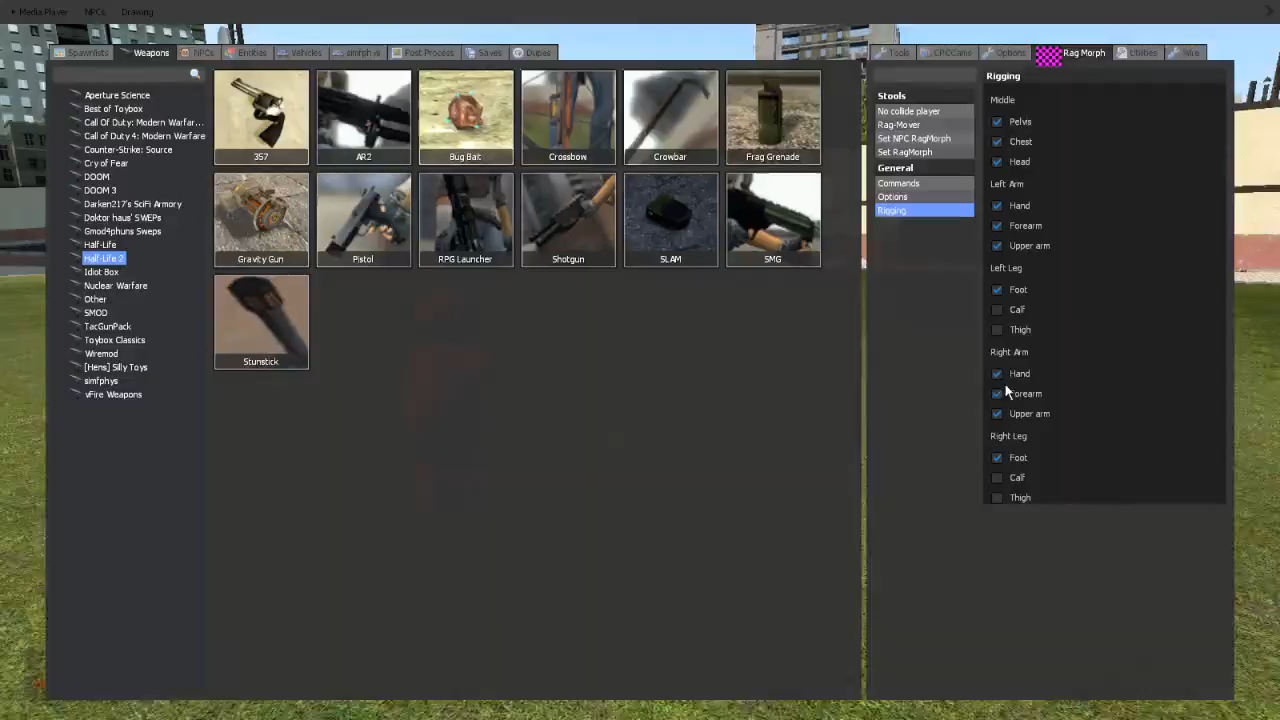 Media Player NPCs Drawing
Spawnlists Weapons NPCs Entities Vehicles simfphys Post Process Saves Dupes
Tools CPCCams Options Rag Morph Utilities Wire
Aperture Science
Best of Toybox
Call Of Duty: Modern Warfar...
Call of Duty 4: Modern Warfare
Counter-Strike: Source
Cry of Fear
DOOM
DOOM 3
Darken217's SciFi Armory
Doktor haus' SWEPs
Gmod4phuns Sweps
Half-Life
Half-Life 2
Idiot Box
Nuclear Warfare
Other
SMOD
TacGunPack
Toybox Classics
Wiremod
[Hens] Silly Toys
simfphys
vFire Weapons
.357 AR2 Bug Bait Crossbow Crowbar Frag Grenade
Gravity Gun Pistol RPG Launcher Shotgun SLAM SMG
Stunstick
Stools
No collide player
Rag-Mover
Set NPC RagMorph
Set RagMorph
General
Commands
Options
Rigging
Rigging
Middle
Pelvis
Chest
Head
Left Arm
Hand
Forearm
Upper arm
Left Leg
Foot
Calf
Thigh
Right Arm
Hand
Forearm
Upper arm
Right Leg
Foot
Calf
Thigh